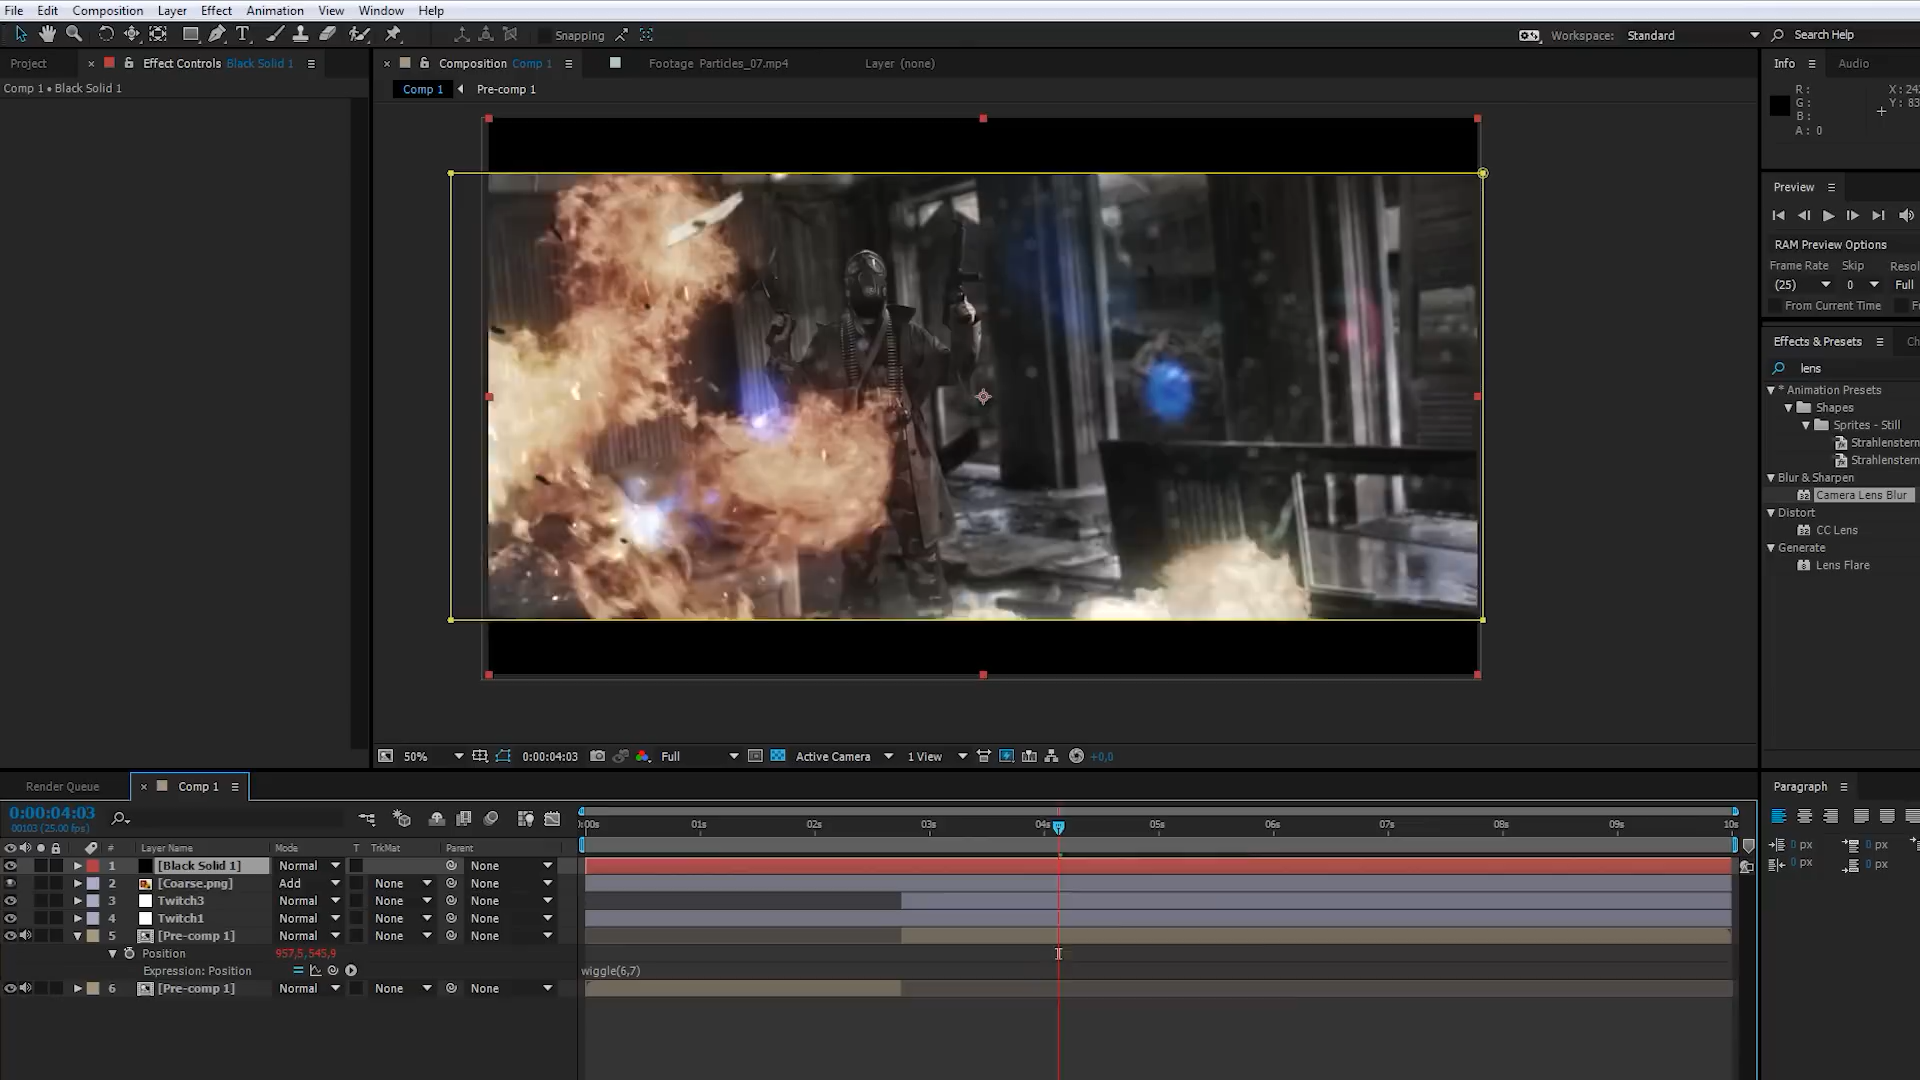 File Edit Composition Layer Effect Animation View Window Help
Snapping
Workspace: Standard
Search Help
Project
Effect Controls Black Solid 1
Comp 1 • Black Solid 1
Composition Comp 1
Footage Particles_07.mp4
Layer (none)
Comp 1
Pre-comp 1
Info Audio
R: X: 24
G: Y: 83
B:
A: 0
Preview
RAM Preview Options
Frame Rate Skip Resol
(25) 0 Full
From Current Time
Effects & Presets
lens
* Animation Presets
Shapes
Sprites - Still
Strahlenstern
Strahlenstern
Blur & Sharpen
Camera Lens Blur
Distort
CC Lens
Generate
Lens Flare
50% 0:00:04:03 Full Active Camera 1 View +0,0
Render Queue Comp 1
0:00:04:03
00103 (25.00 fps)
:00s 01s 02s 03s 04s 05s 06s 07s 08s 09s 10s
# Layer Name Mode T TrkMat Parent
1 [Black Solid 1] Normal None
2 [Coarse.png] Add None None
3 Twitch3 Normal None None
4 Twitch1 Normal None None
5 [Pre-comp 1] Normal None None
Position 957,5,545,9
Expression: Position wiggle(6,7)
6 [Pre-comp 1] Normal None None
Paragraph
0 px 0 px
0 px 0 px